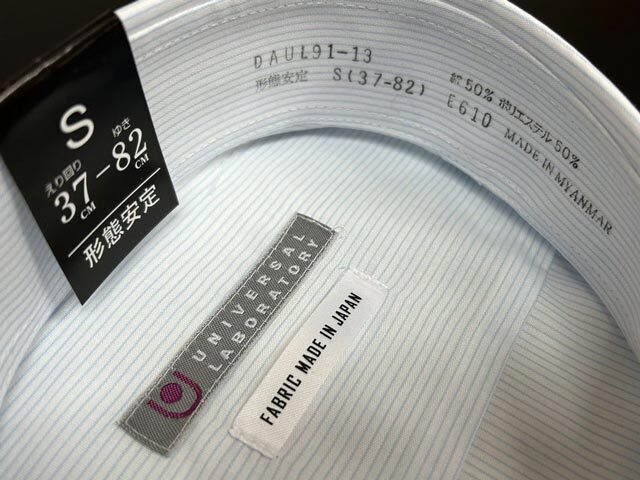 S
えり回り ゆき
37-82
CM CM
形態安定
DAUL91-13
形態安定 S(37-82)
綿50% ポリエステル50%
E610 MADE IN MYANMAR
UNIVERSAL
LABORATORY
FABRIC MADE IN JAPAN